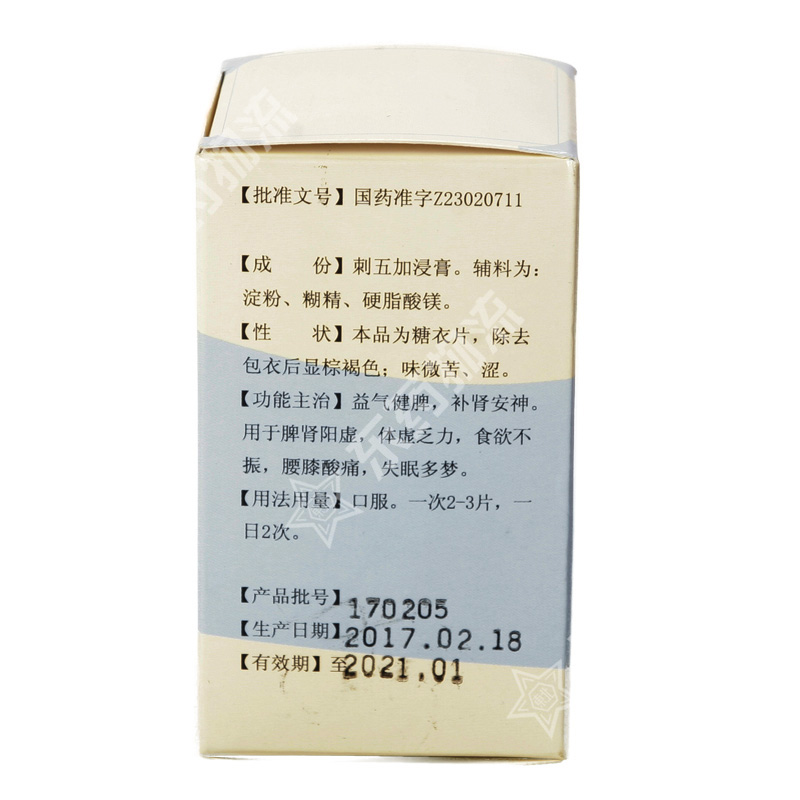 【批准文号】国药准字Z23020711
【成　　份】刺五加浸膏。辅料为：
淀粉、糊精、硬脂酸镁。
【性　　状】本品为糖衣片，除去
包衣后显棕褐色；味微苦、涩。
【功能主治】益气健脾，补肾安神。
用于脾肾阳虚，体虚乏力，食欲不
振，腰膝酸痛，失眠多梦。
【用法用量】口服。一次2-3片，一
日2次。
【产品批号】170205
【生产日期】2017.02.18
【有效期】至2021.01
东药物流